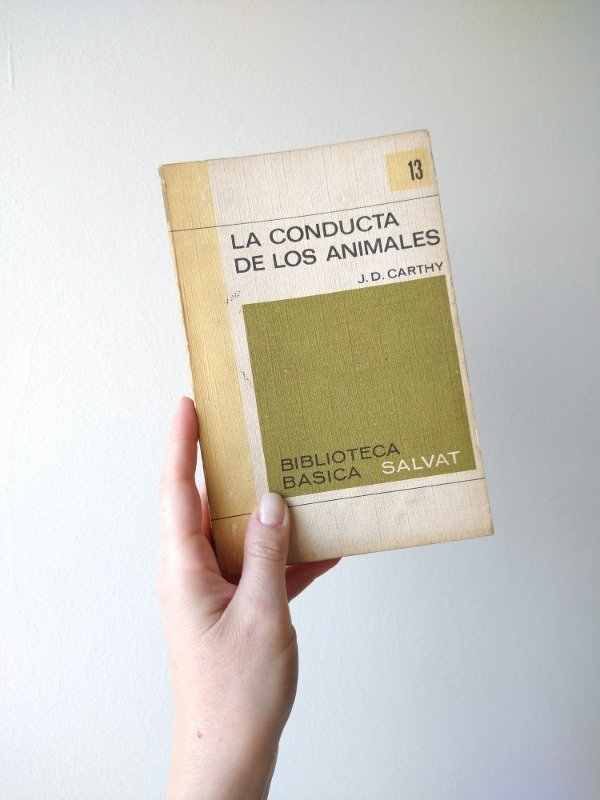 13
LA CONDUCTA
DE LOS ANIMALES
J. D. CARTHY
BIBLIOTECA
BASICA SALVAT